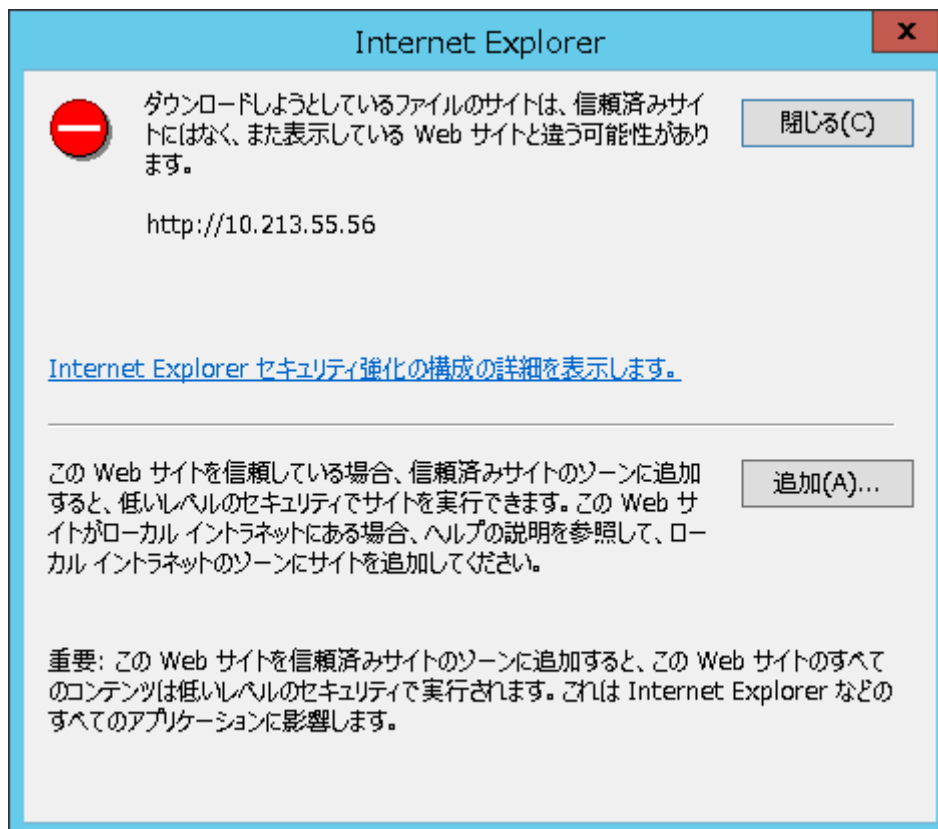 Internet Explorer
x
ダウンロードしようとしているファイルのサイトは、信頼済みサイ
トにはなく、また表示している Web サイトと違う可能性があり
ます。
閉じる(C)
http://10.213.55.56
Internet Explorer セキュリティ強化の構成の詳細を表示します。
この Web サイトを信頼している場合、信頼済みサイトのゾーンに追加
すると、低いレベルのセキュリティでサイトを実行できます。この Web サ
イトがローカル イントラネットにある場合、ヘルプの説明を参照して、ロー
カル イントラネットのゾーンにサイトを追加してください。
追加(A)...
重要: この Web サイトを信頼済みサイトのゾーンに追加すると、この Web サイトのすべて
のコンテンツは低いレベルのセキュリティで実行されます。これは Internet Explorer などの
すべてのアプリケーションに影響します。